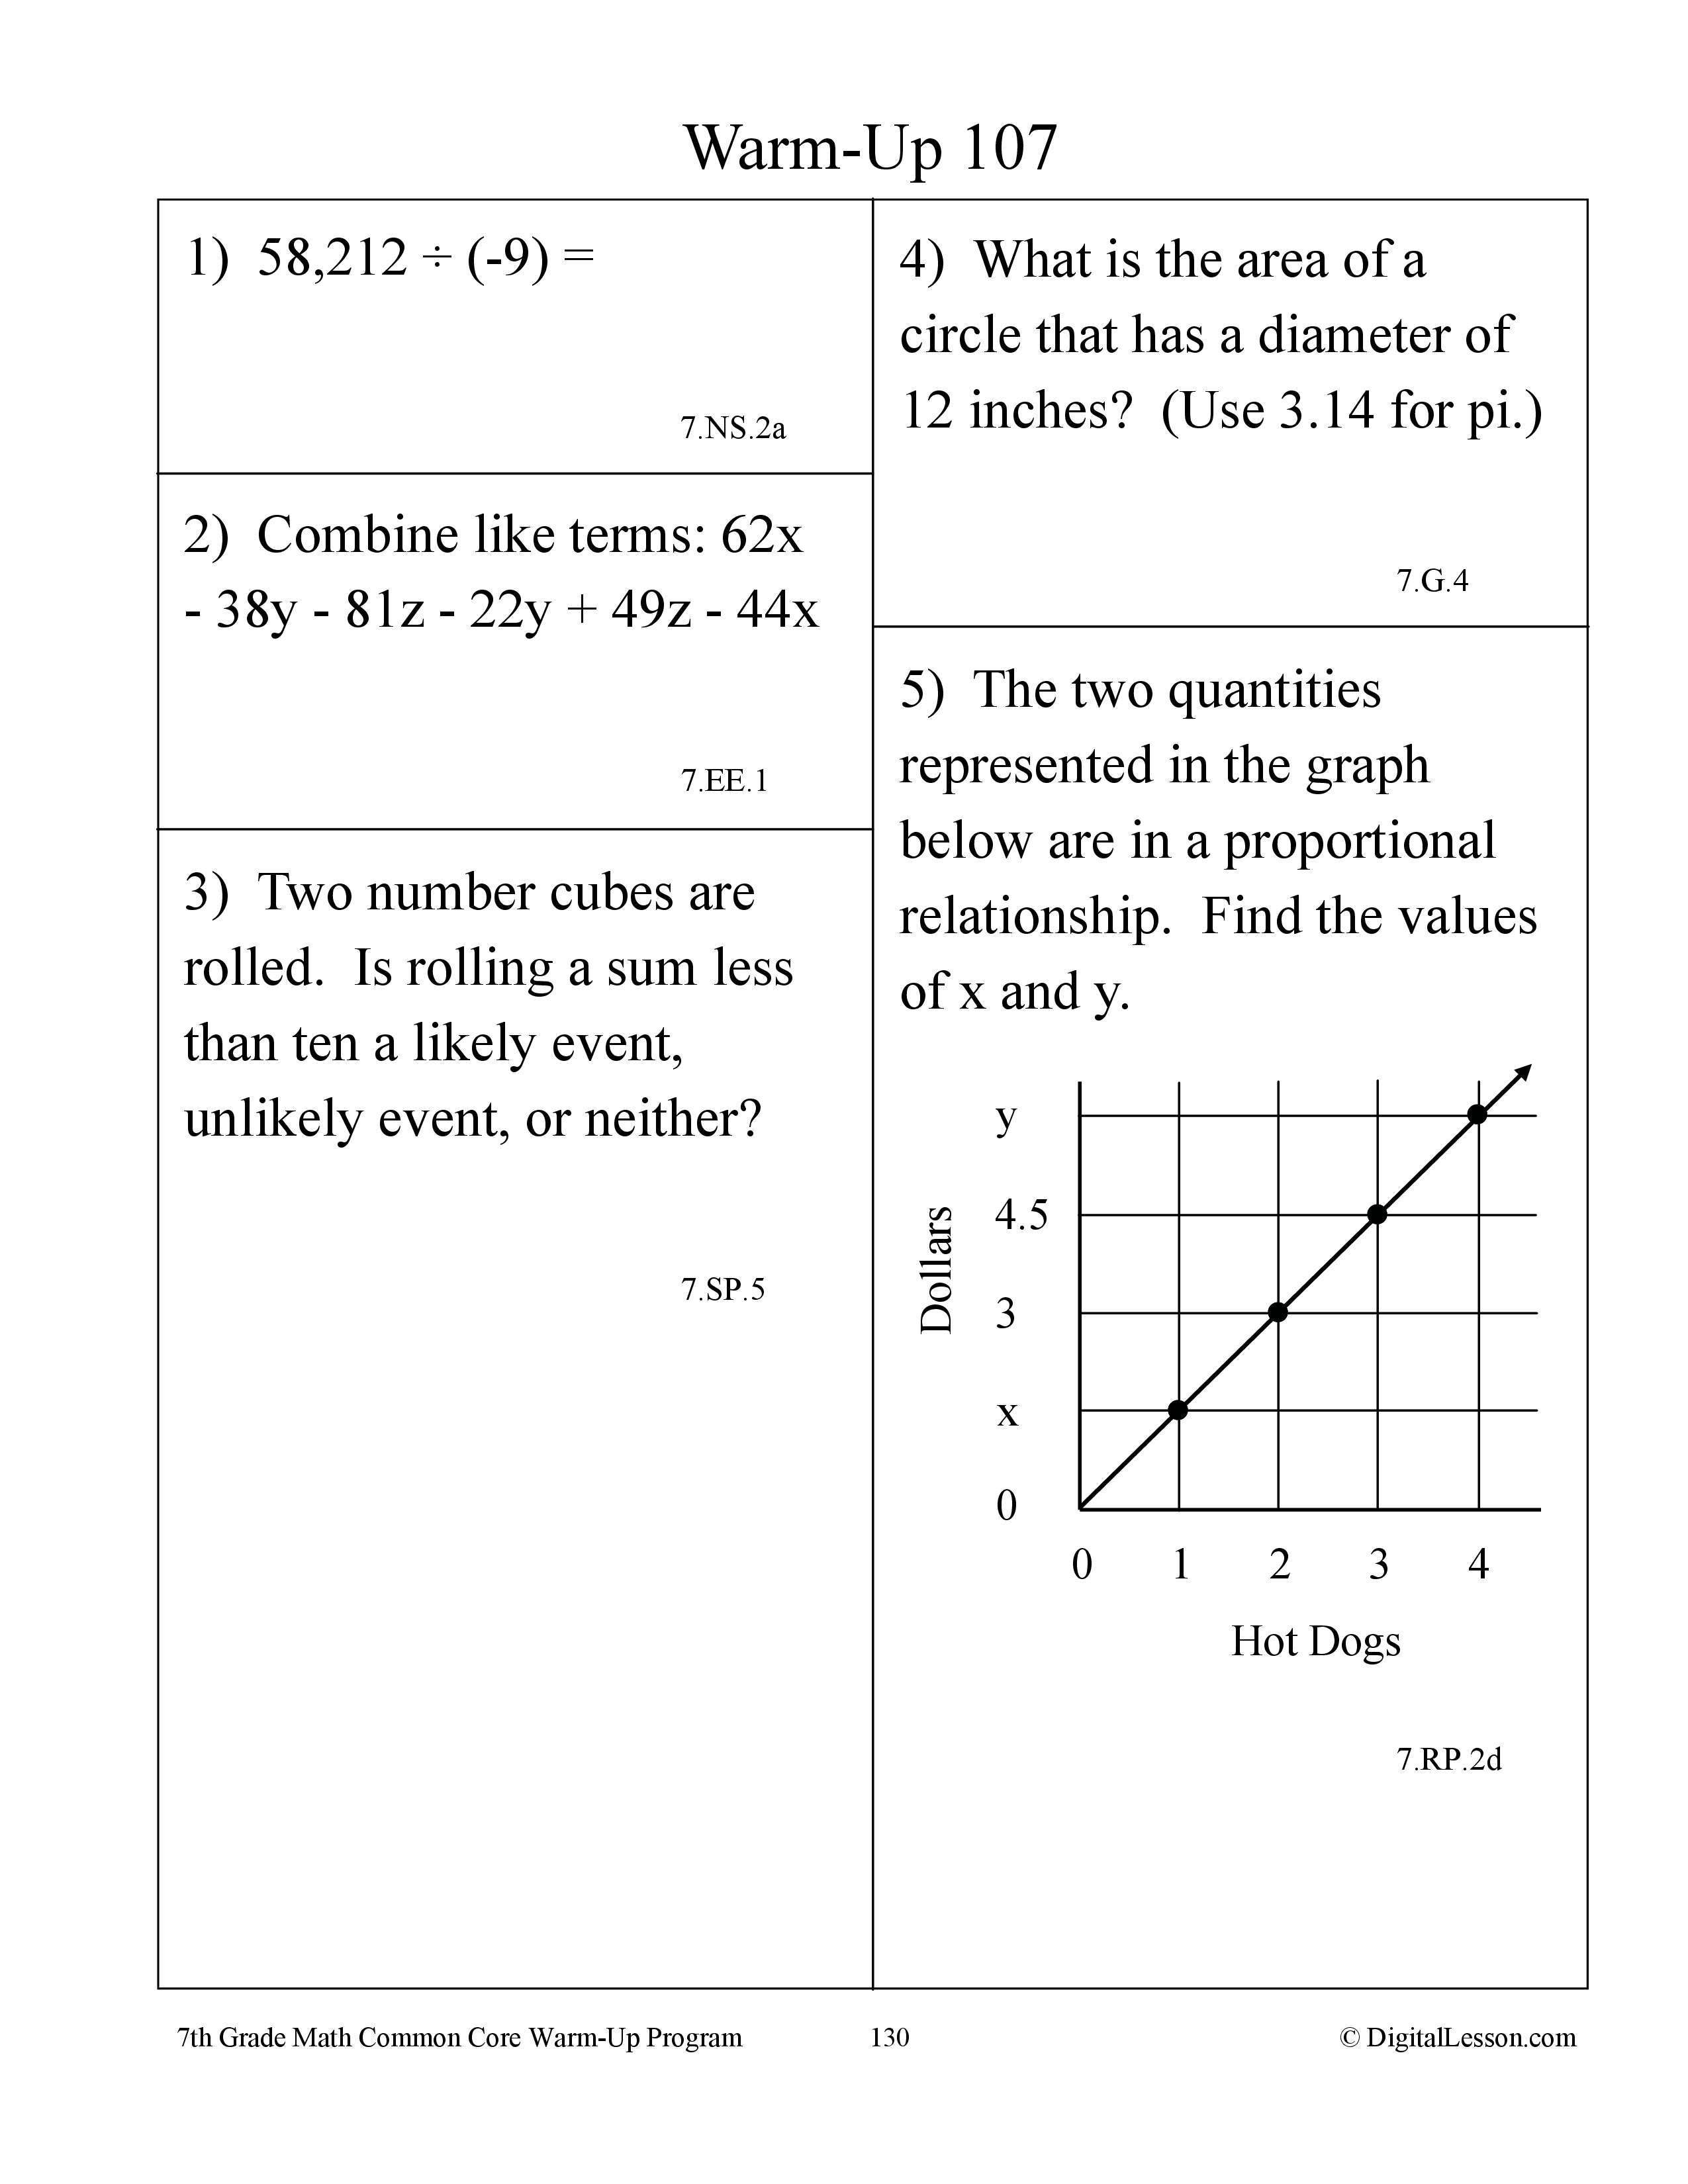 Warm-Up 107
1)  58,212 ÷ (-9) =
7.NS.2a
2)  Combine like terms: 62x
- 38y - 81z - 22y + 49z - 44x
7.EE.1
3)  Two number cubes are
rolled.  Is rolling a sum less
than ten a likely event,
unlikely event, or neither?
7.SP.5
4)  What is the area of a
circle that has a diameter of
12 inches?  (Use 3.14 for pi.)
7.G.4
5)  The two quantities
represented in the graph
below are in a proportional
relationship.  Find the values
of x and y.
y
4.5
Dollars
3
x
0
0 1 2 3 4
Hot Dogs
7.RP.2d
7th Grade Math Common Core Warm-Up Program 130 © DigitalLesson.com